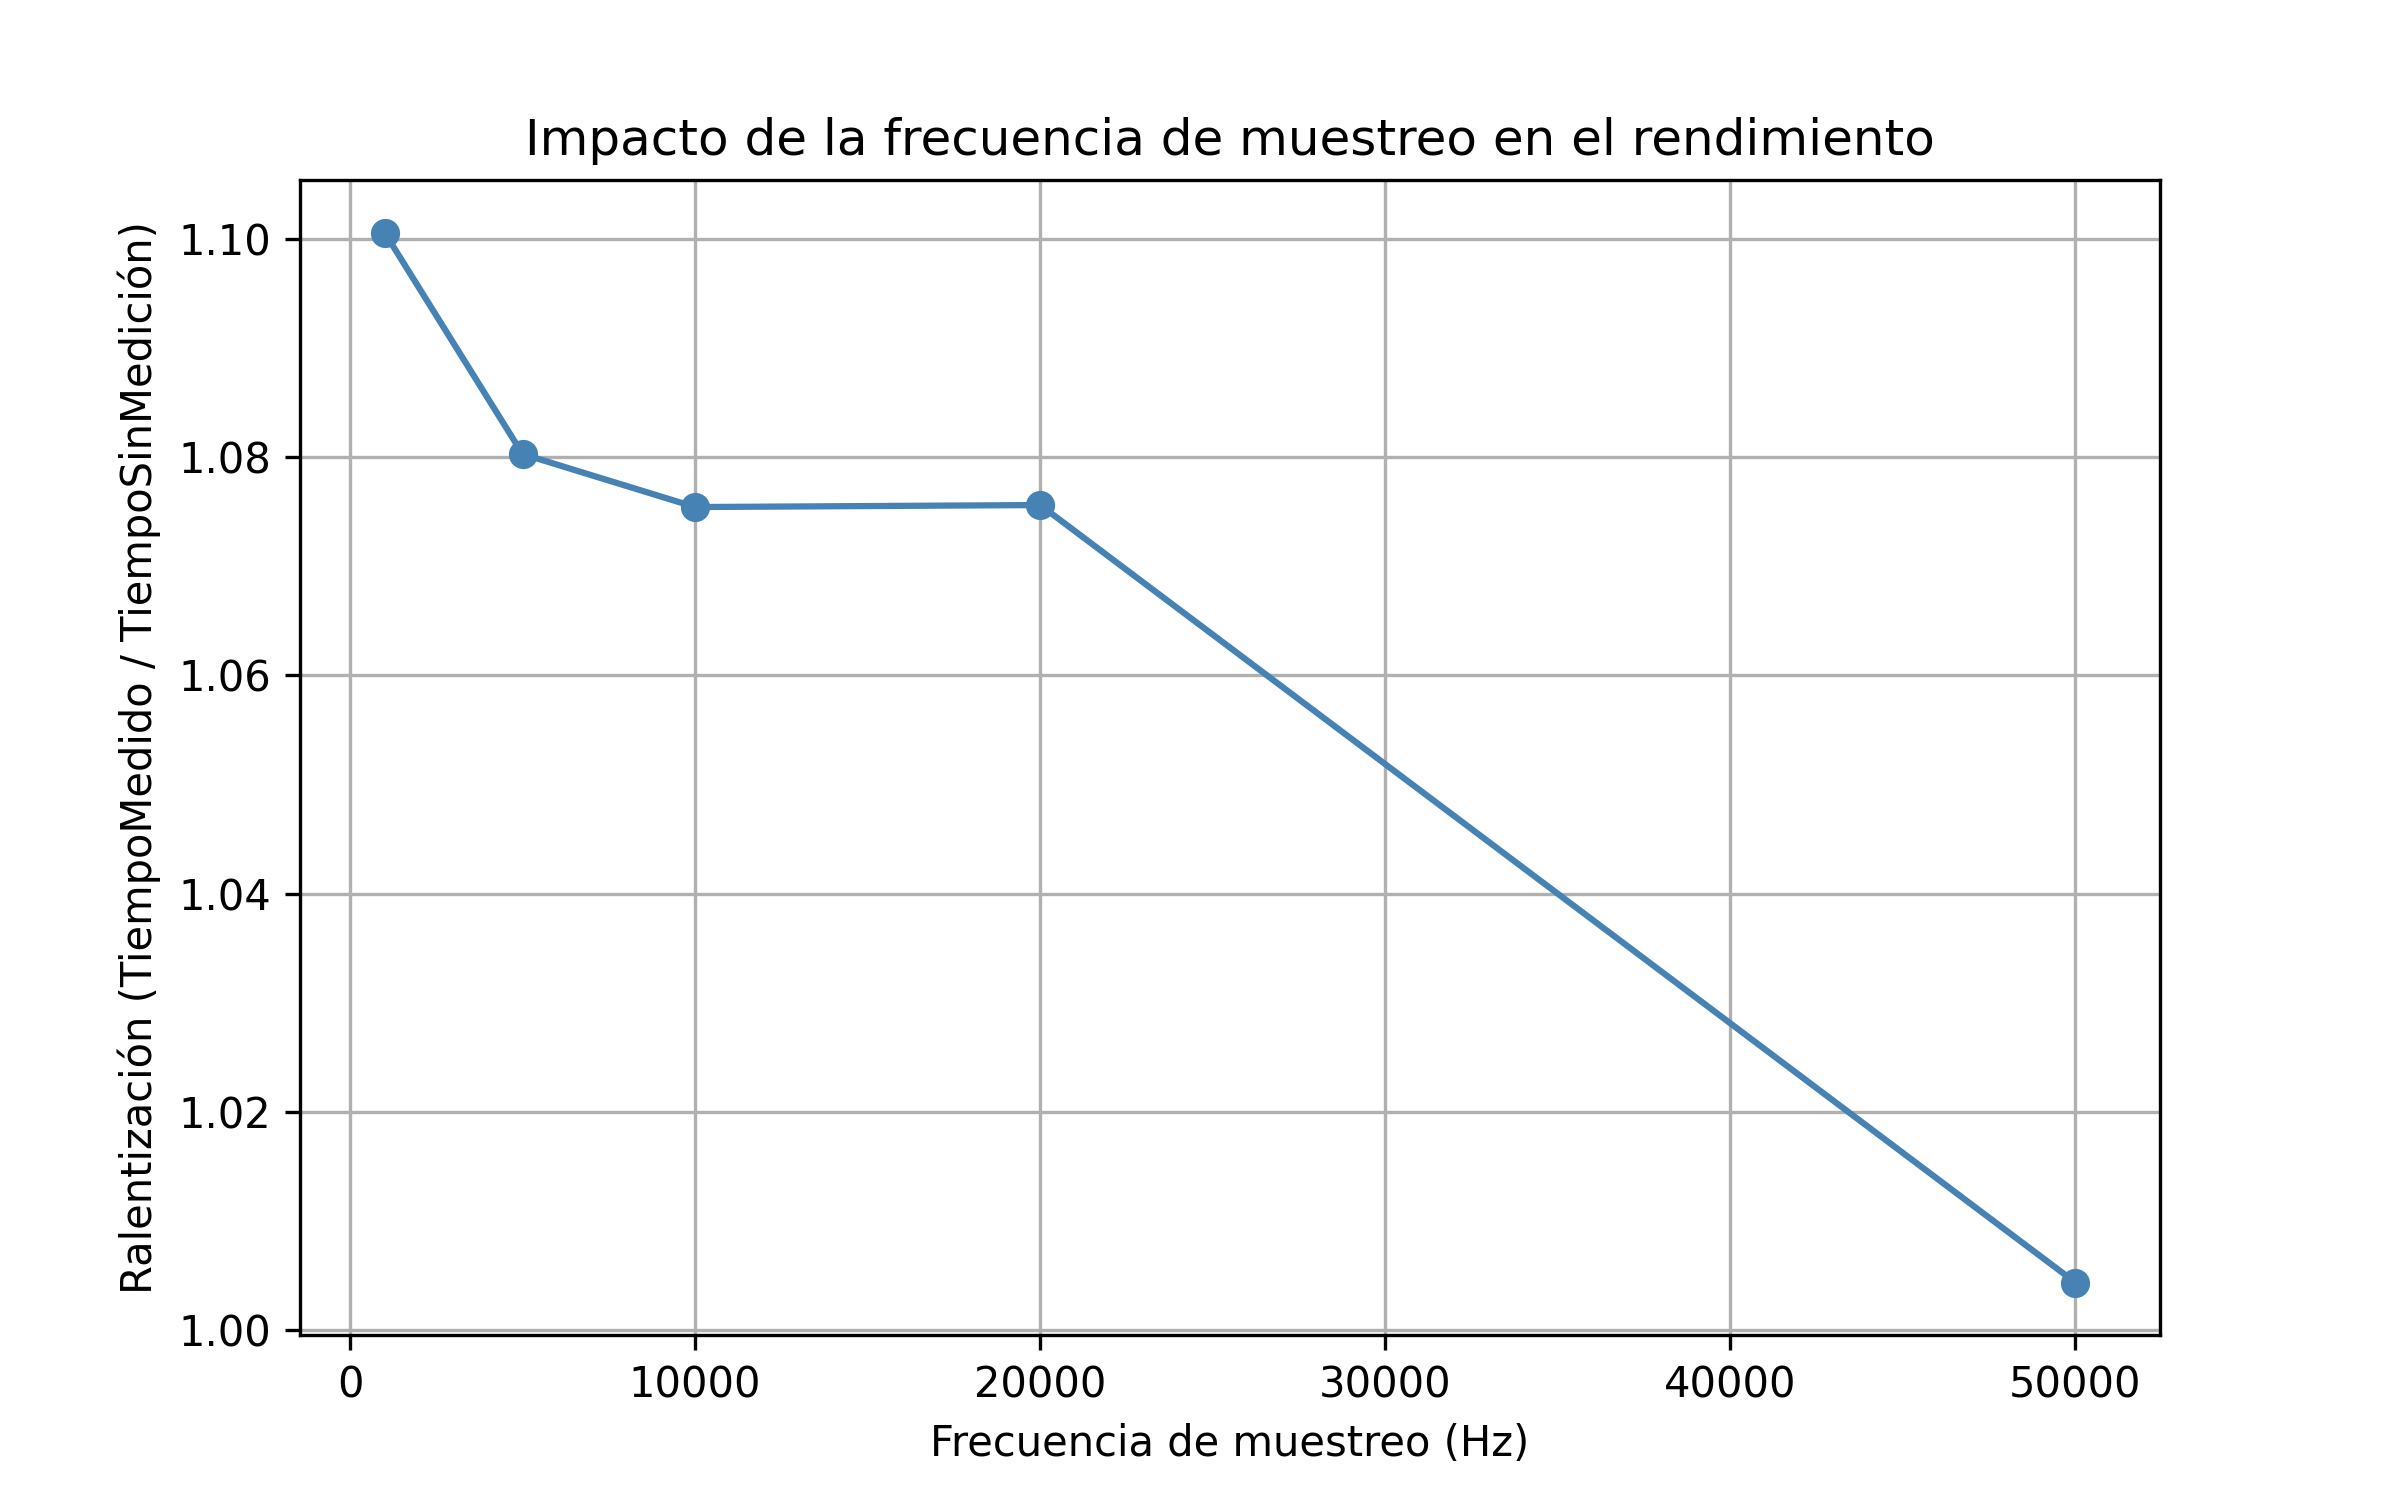 Impacto de la frecuencia de muestreo en el rendimiento
Ralentización (TiempoMedido / TiempoSinMedición)
1.10
1.08
1.06
1.04
1.02
1.00
0 10000 20000 30000 40000 50000
Frecuencia de muestreo (Hz)